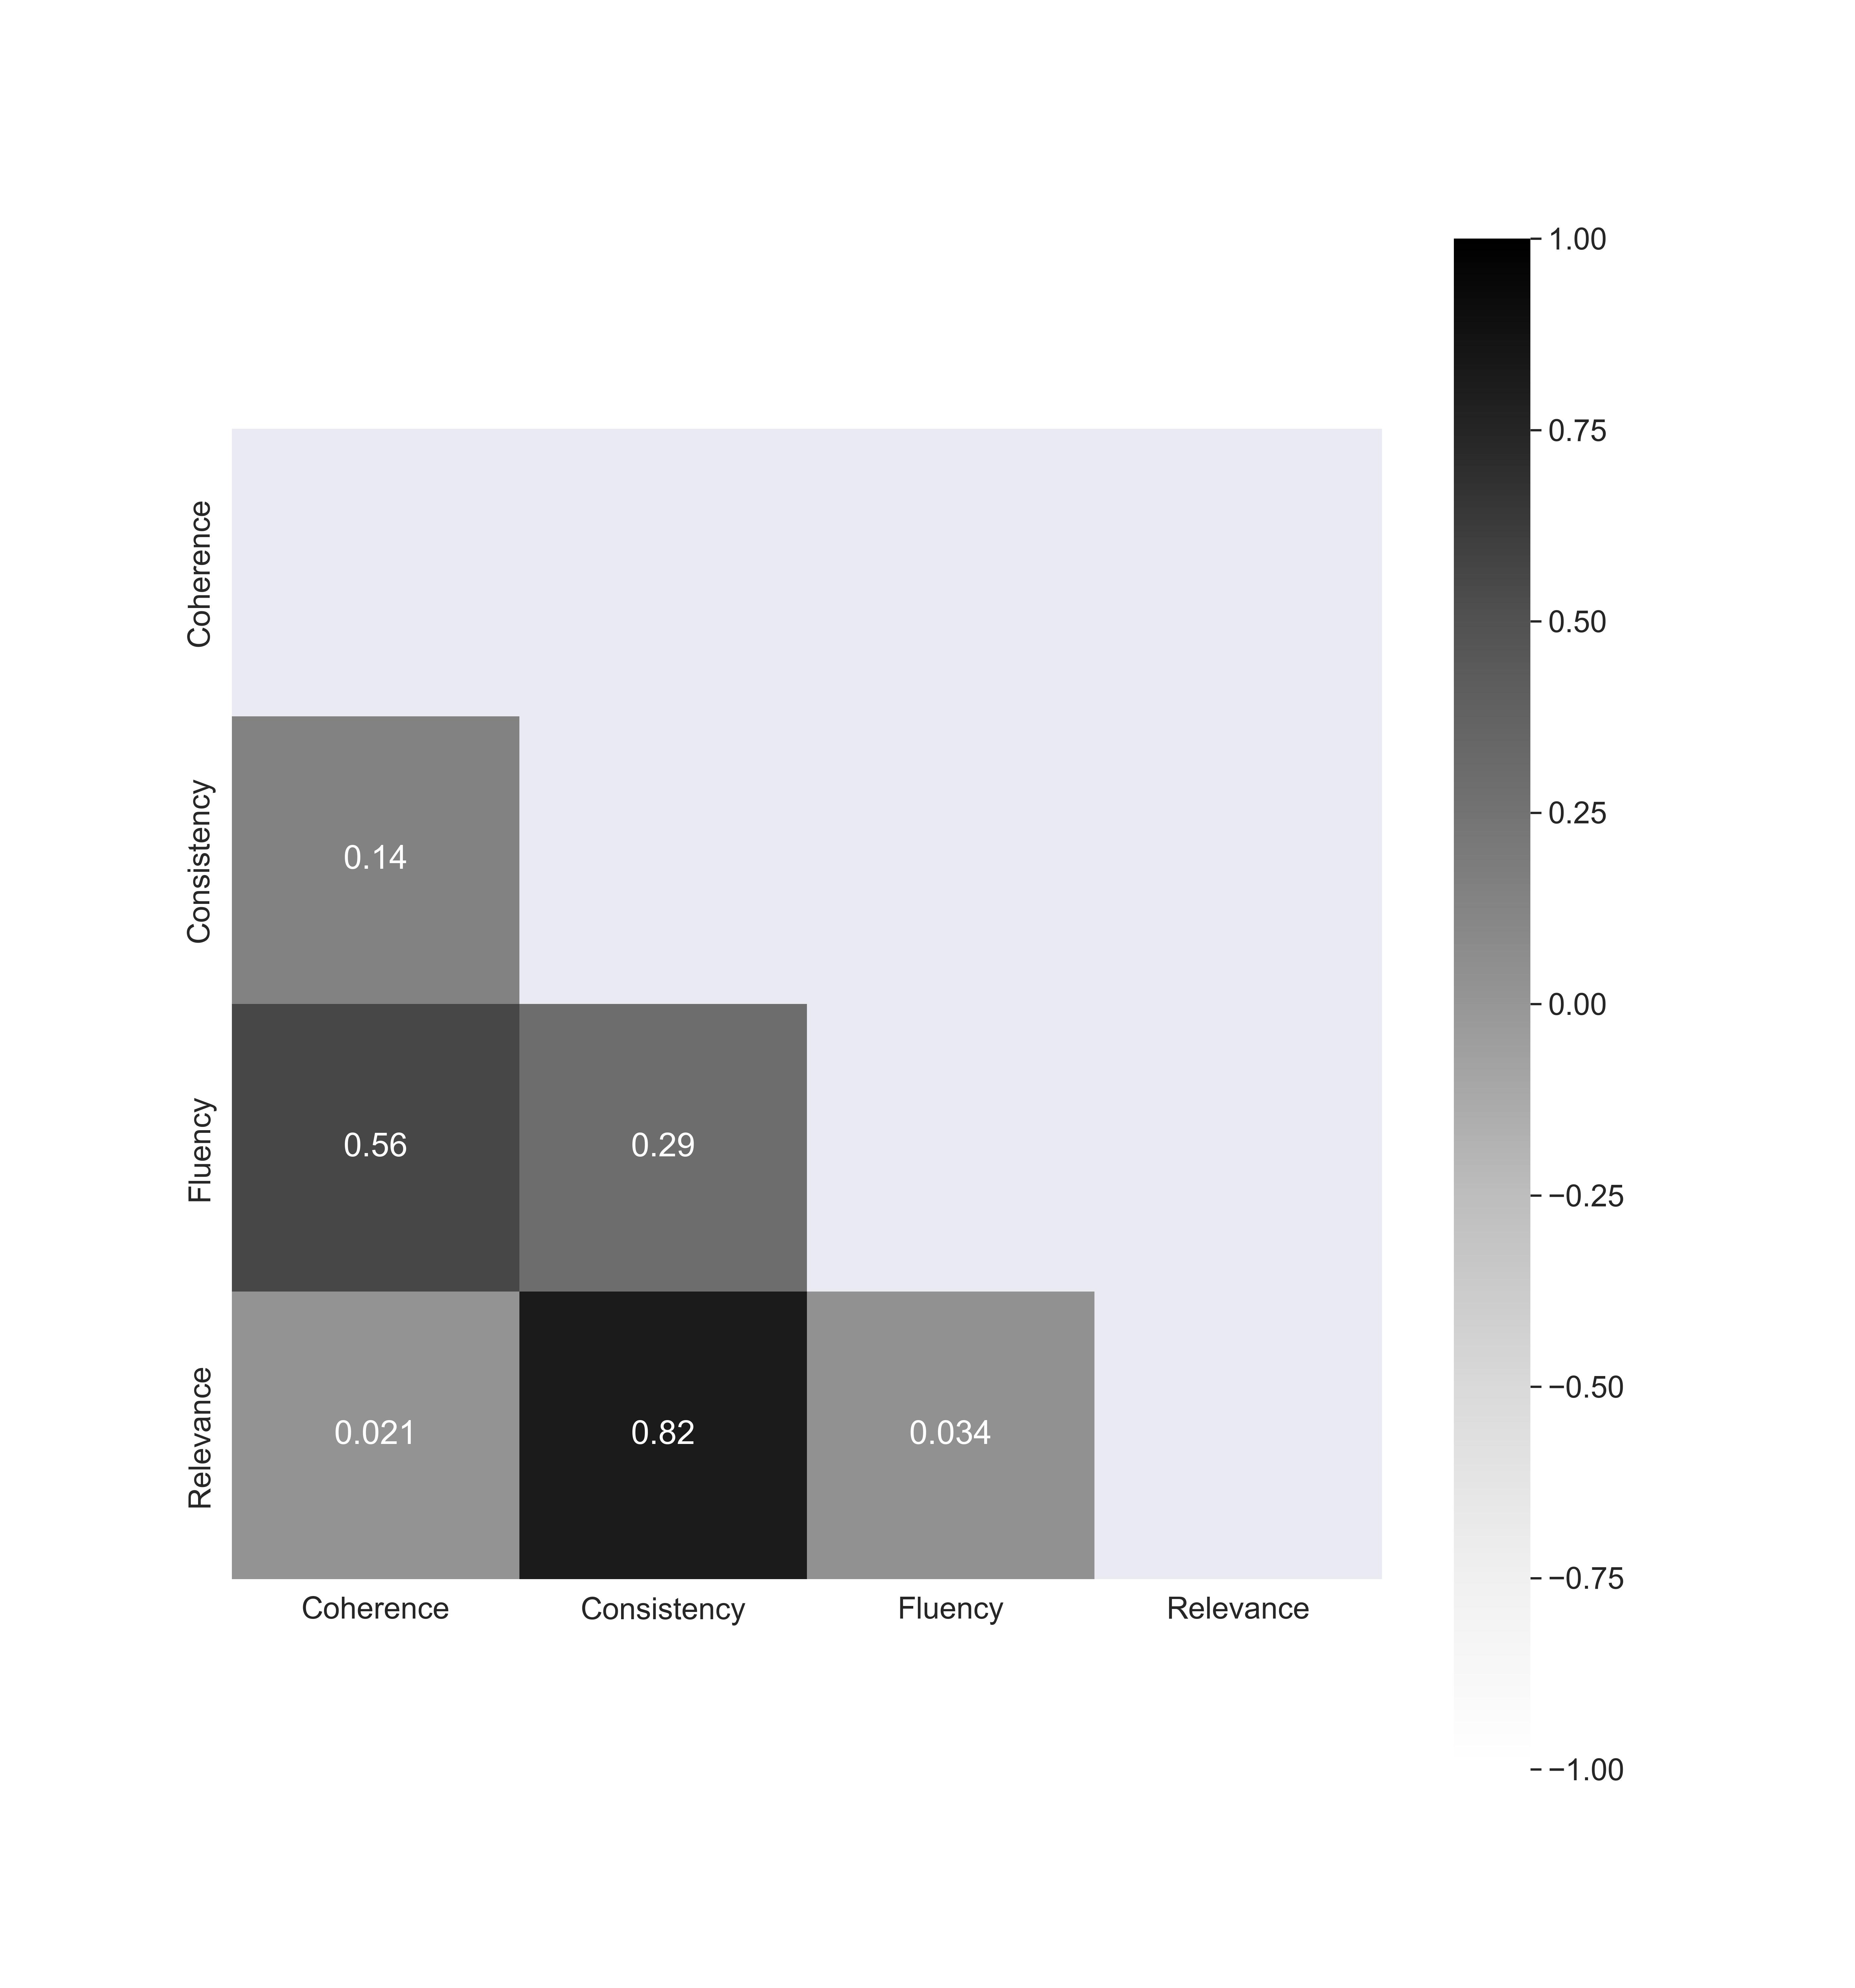 Coherence
Consistency
Fluency
Relevance
0.14
0.56 0.29
0.021 0.82 0.034
Coherence Consistency Fluency Relevance
1.00
0.75
0.50
0.25
0.00
−0.25
−0.50
−0.75
−1.00